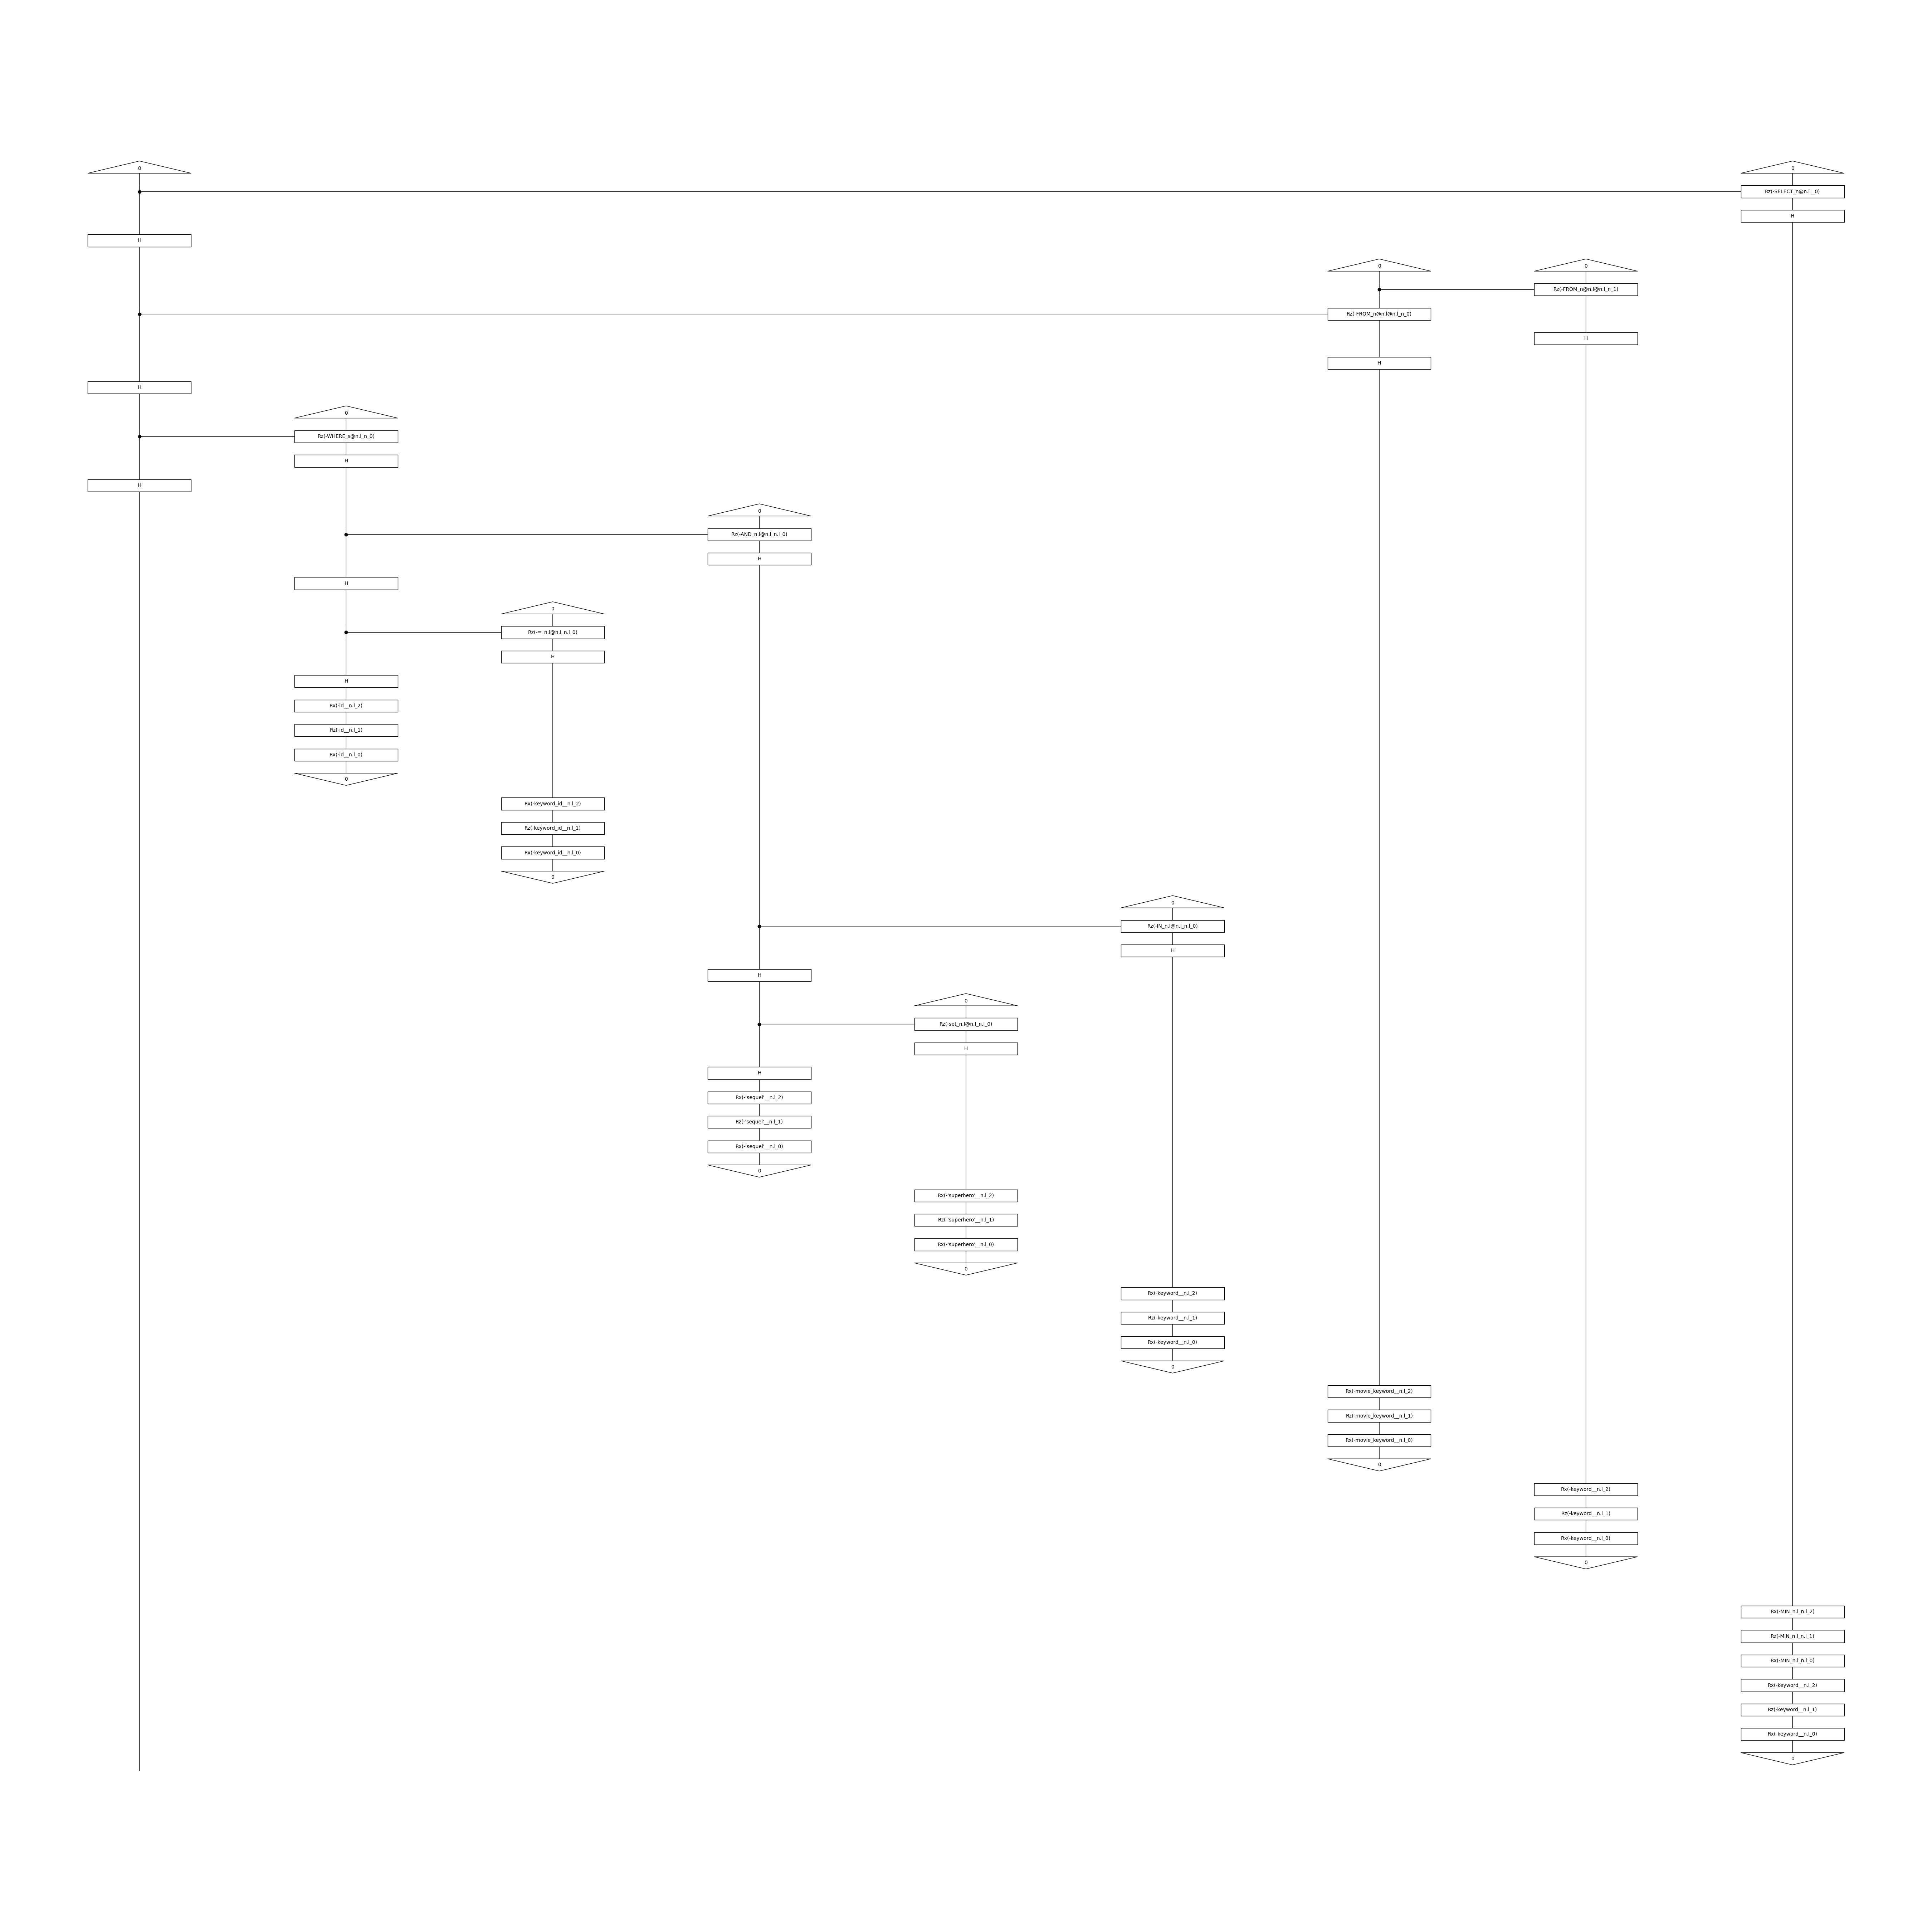 0 0
Rz(-SELECT_n@n.l__0)
H
H
0 0
Rz(-FROM_n@n.l@n.l_n_1)
Rz(-FROM_n@n.l@n.l_n_0)
H
H
H
0
Rz(-WHERE_s@n.l_n_0)
H
H
0
Rz(-AND_n.l@n.l_n.l_0)
H
H
0
Rz(-=_n.l@n.l_n.l_0)
H
H
Rx(-id__n.l_2)
Rz(-id__n.l_1)
Rx(-id__n.l_0)
0
Rx(-keyword_id__n.l_2)
Rz(-keyword_id__n.l_1)
Rx(-keyword_id__n.l_0)
0
0
Rz(-IN_n.l@n.l_n.l_0)
H
H
0
Rz(-set_n.l@n.l_n.l_0)
H
H
Rx(-'sequel'__n.l_2)
Rz(-'sequel'__n.l_1)
Rx(-'sequel'__n.l_0)
0
Rx(-'superhero'__n.l_2)
Rz(-'superhero'__n.l_1)
Rx(-'superhero'__n.l_0)
0
Rx(-keyword__n.l_2)
Rz(-keyword__n.l_1)
Rx(-keyword__n.l_0)
0
Rx(-movie_keyword__n.l_2)
Rz(-movie_keyword__n.l_1)
Rx(-movie_keyword__n.l_0)
0
Rx(-keyword__n.l_2)
Rz(-keyword__n.l_1)
Rx(-keyword__n.l_0)
0
Rx(-MIN_n.l_n.l_2)
Rz(-MIN_n.l_n.l_1)
Rx(-MIN_n.l_n.l_0)
Rx(-keyword__n.l_2)
Rz(-keyword__n.l_1)
Rx(-keyword__n.l_0)
0